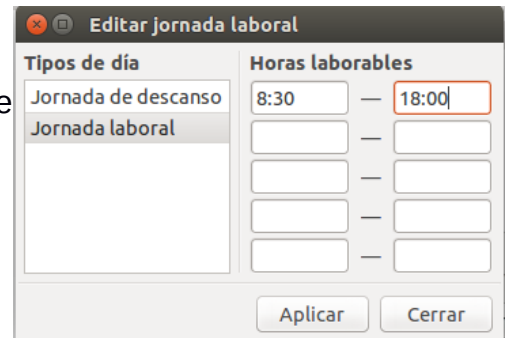 Editar jornada laboral
Tipos de día
Horas laborables
e
Jornada de descanso
8:30 — 18:00
Jornada laboral
—
—
—
—
Aplicar
Cerrar